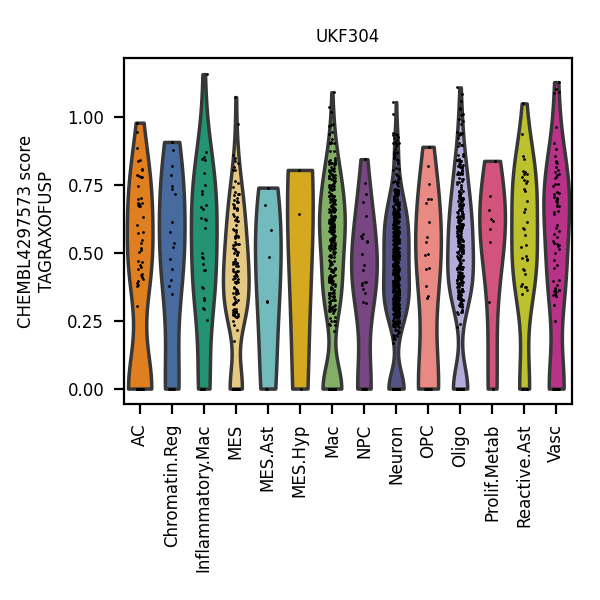 UKF304
CHEMBL4297573 score
TAGRAXOFUSP
1.00
0.75
0.50
0.25
0.00
AC
Chromatin.Reg
Inflammatory.Mac
MES
MES.Ast
MES.Hyp
Mac
NPC
Neuron
OPC
Oligo
Prolif.Metab
Reactive.Ast
Vasc